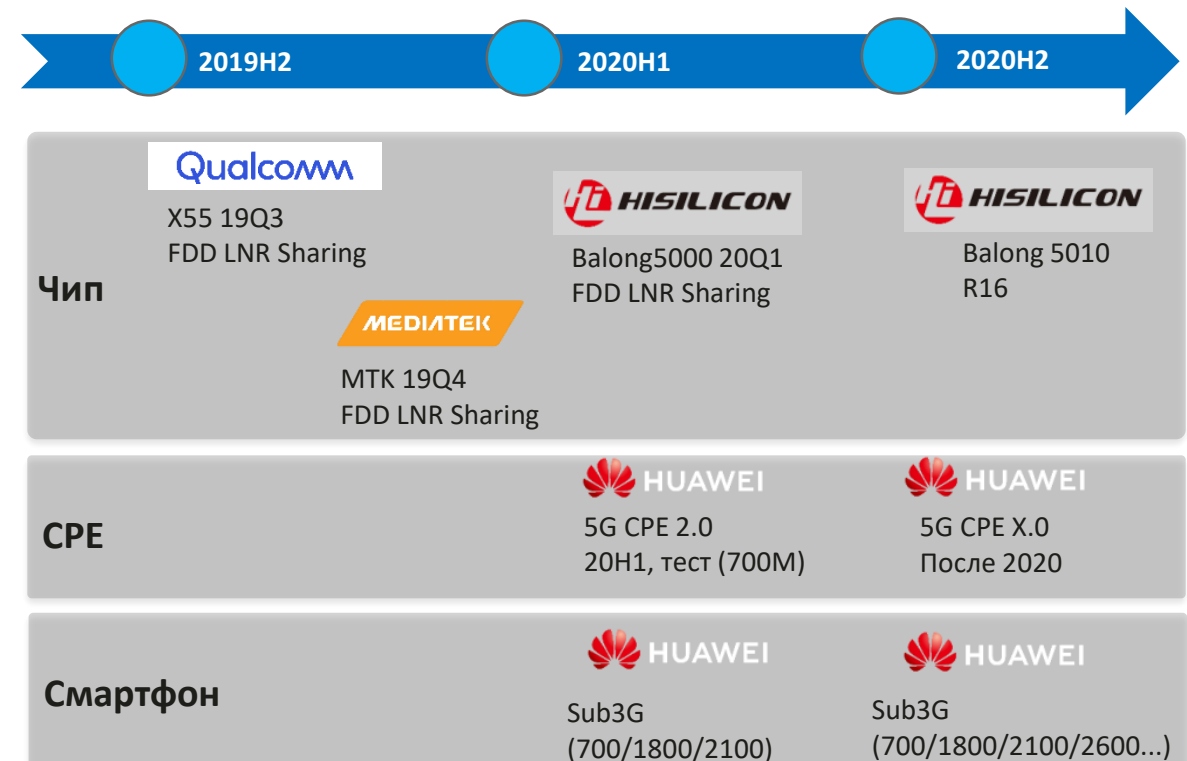 2019H2
2020H1
2020H2
Чип
Qualcomm
X55 19Q3
FDD LNR Sharing
MEDIATEK
MTK 19Q4
FDD LNR Sharing
HISILICON
Balong5000 20Q1
FDD LNR Sharing
HISILICON
Balong 5010
R16
CPE
HUAWEI
5G CPE 2.0
20H1, тест (700M)
HUAWEI
5G CPE X.0
После 2020
Смартфон
HUAWEI
Sub3G
(700/1800/2100)
HUAWEI
Sub3G
(700/1800/2100/2600...)